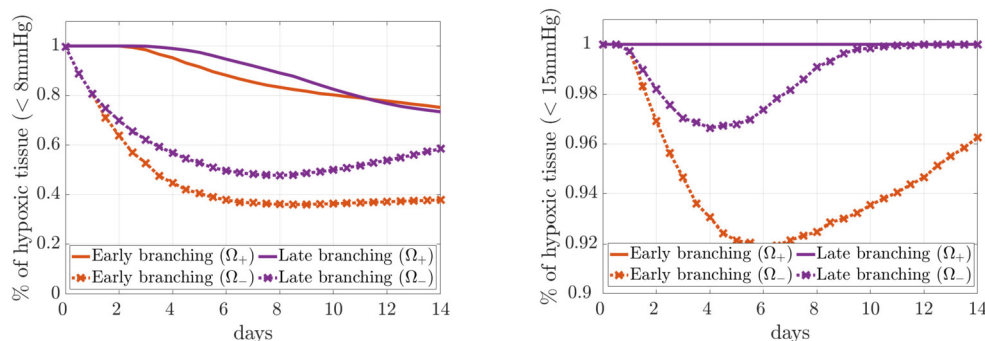 % of hypoxic tissue (< 8mmHg)
1
0.8
0.6
0.4
0.2
0
Early branching (Ω₊)
Late branching (Ω₊)
Early branching (Ω₋)
Late branching (Ω₋)
0 2 4 6 8 10 12 14
days
% of hypoxic tissue (< 15mmHg)
1
0.98
0.96
0.94
0.92
0.9
Early branching (Ω₊)
Late branching (Ω₊)
Early branching (Ω₋)
Late branching (Ω₋)
0 2 4 6 8 10 12 14
days